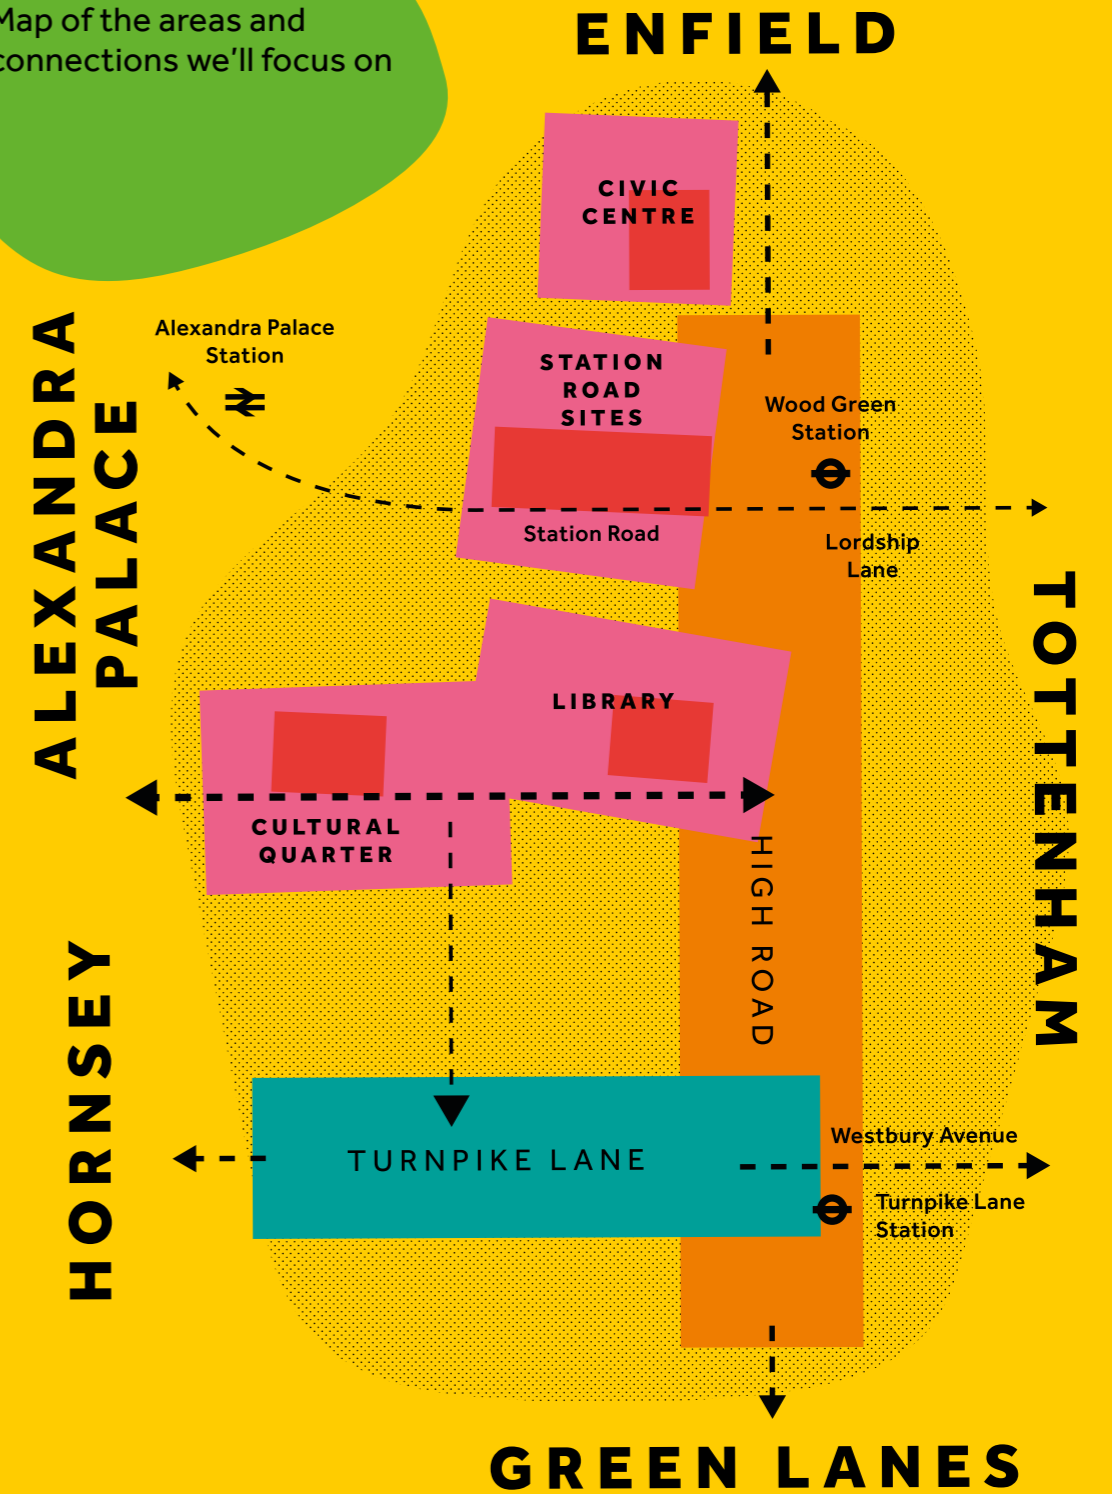 Map of the areas and
connections we'll focus on
ENFIELD
CIVIC
CENTRE
Alexandra Palace
Station
ALEXANDRA
PALACE
STATION
ROAD
SITES
Wood Green
Station
Station Road
Lordship
Lane
TOTTENHAM
LIBRARY
CULTURAL
QUARTER
HIGH ROAD
HORNSEY
TURNPIKE LANE
Westbury Avenue
Turnpike Lane
Station
GREEN LANES